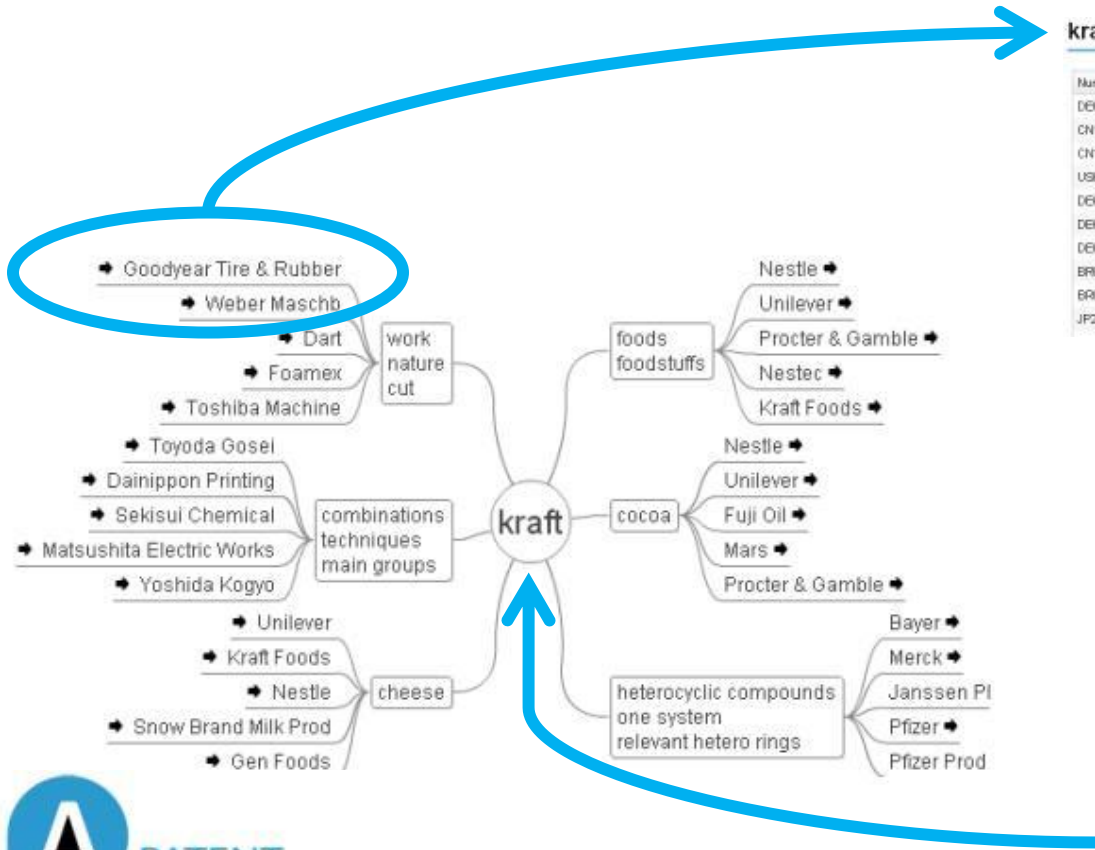 kra
Goodyear Tire & Rubber
Weber Maschb
Dart
Foamex
Toshiba Machine
work
nature
cut
Toyoda Gosei
Dainippon Printing
Sekisui Chemical
Matsushita Electric Works
Yoshida Kogyo
combinations
techniques
main groups
Unilever
Kraft Foods
Nestle
Snow Brand Milk Prod
Gen Foods
cheese
kraft
foods
foodstuffs
Nestle
Unilever
Procter & Gamble
Nestec
Kraft Foods
cocoa
Nestle
Unilever
Fuji Oil
Mars
Procter & Gamble
heterocyclic compounds
one system
relevant hetero rings
Bayer
Merck
Janssen Pl
Pfizer
Pfizer Prod